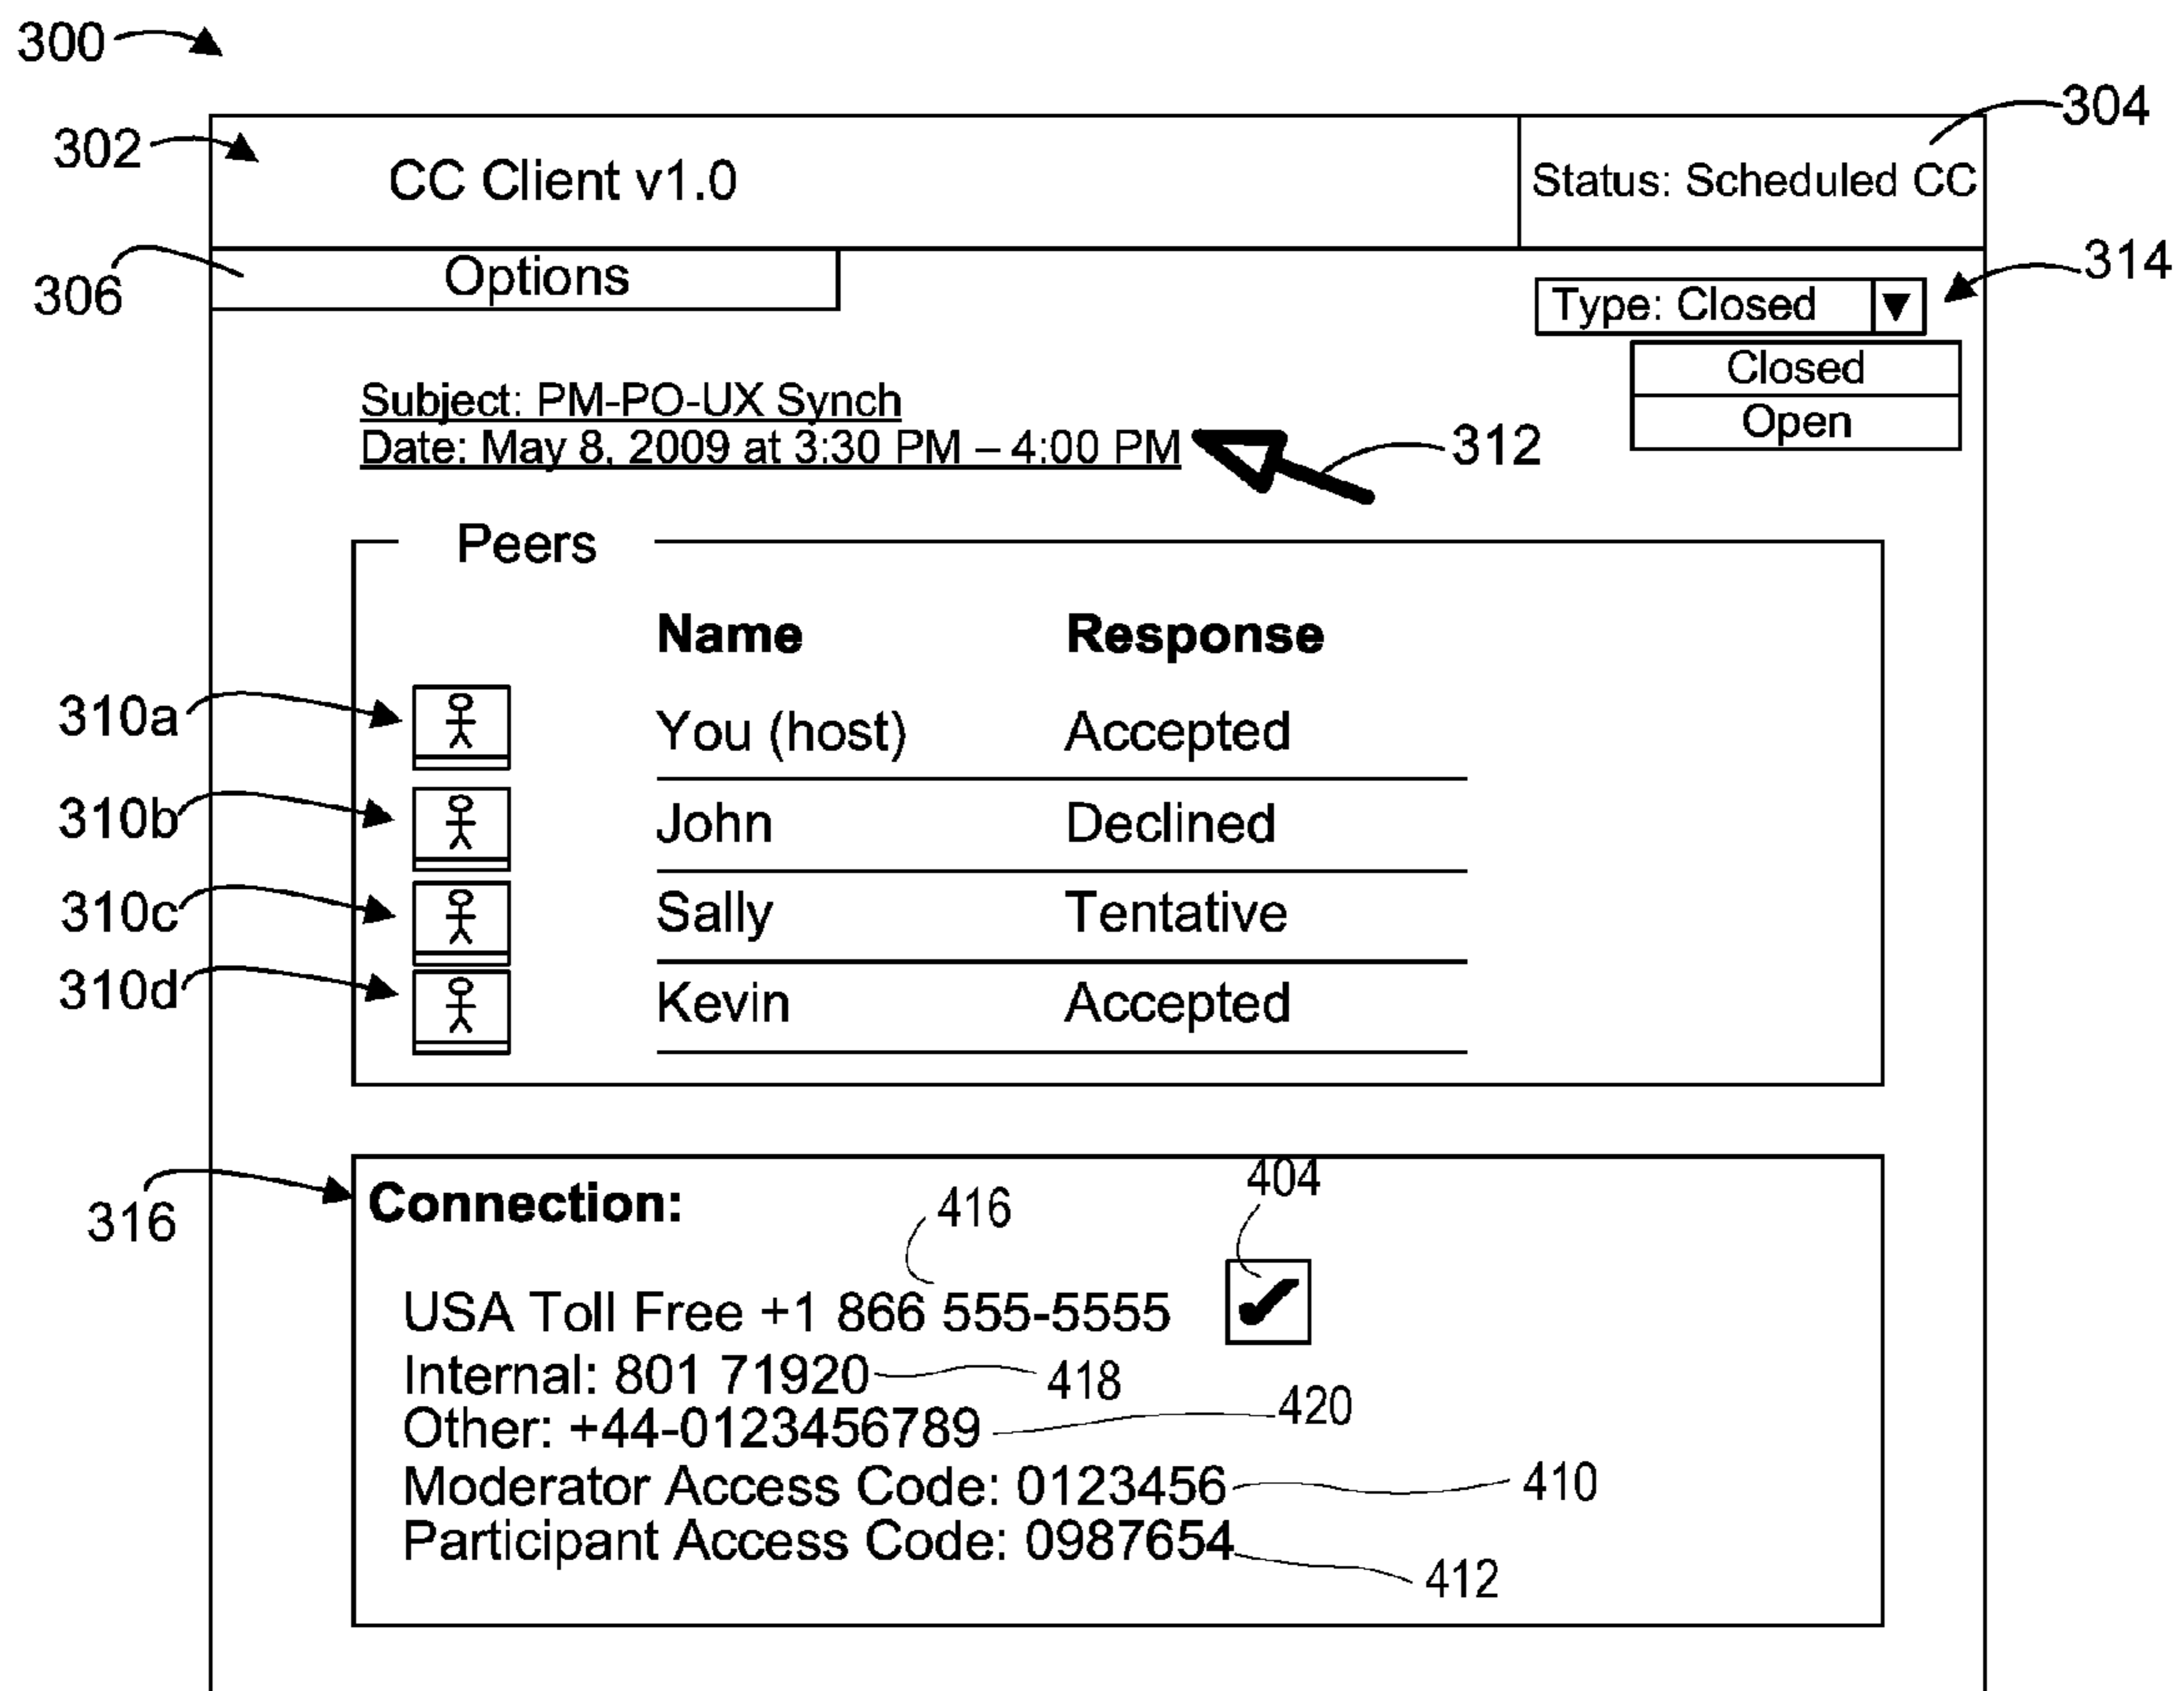 300
304
302
CC Client v1.0
Status: Scheduled CC
306
Options
314
Type: Closed
Closed
Open
Subject: PM-PO-UX Synch
Date: May 8, 2009 at 3:30 PM – 4:00 PM
312
Peers
Name Response
310a You (host) Accepted
310b John Declined
310c Sally Tentative
310d Kevin Accepted
316
Connection:
416
404
USA Toll Free +1 866 555-5555
Internal: 801 71920 418
Other: +44-0123456789 420
Moderator Access Code: 0123456 410
Participant Access Code: 0987654 412